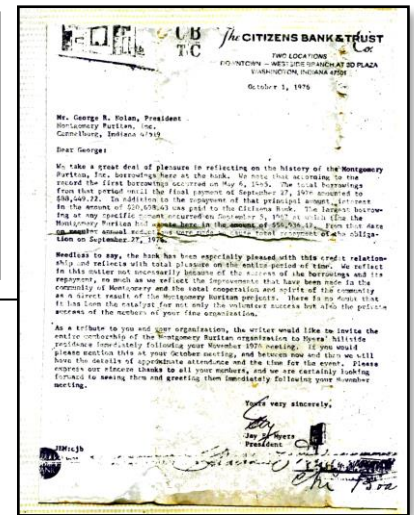 CB
TC
The CITIZENS BANK & TRUST Co.
TWO LOCATIONS
DOWNTOWN — WESTSIDE BRANCH AT 3D PLAZA
WASHINGTON, INDIANA 47501
October 1, 1976
Mr. George R. Nolan, President
Montgomery Puritan, Inc.
Cannelburg, Indiana 47519
Dear George:
We take a great deal of pleasure in reflecting on the history of the Montgomery
Puritan, Inc. borrowings here at the bank. We note that according to the
record the first borrowings occurred on May 6, 1965. The total borrowings
from that period until the final payment of September 27, 1976 amounted to
In addition to the repayment of that principal amount, interest
in the amount of was paid to the Citizens Bank. The largest borrow-
ing at any specific moment occurred on September 5, at which time the
Montgomery Puritan had a note here in the amount of From that date
on regular annual reductions were made to total repayment of the obliga-
tion on September 27, 1976.
Needless to say, the bank has been especially pleased with this credit relation-
ship and reflects with total pleasure on the entire period of time. We reflect
in this matter not necessarily because of the success of the borrowings and its
repayment, so much as we reflect the improvements that have been made in the
community of Montgomery and the total cooperation and spirit of the community
as a direct result of the Montgomery Puritan projects. There is no doubt that
it has been the catalyst for not only the volunteer success but also the private
success of the members of your fine organization.
As a tribute to you and your organization, the writer would like to invite the
entire membership of the Montgomery Puritan organization to Myers' hillside
residence immediately following your November 1976 meeting. If you would
please mention this at your October meeting, and between now and then we will
have the details of approximate attendance and the time for the event. Please
express our sincere thanks to all your members, and we are certainly looking
forward to seeing them and greeting them immediately following your November
meeting.
Yours very sincerely,
Jay
Jay Myers
President
JHM:cjb